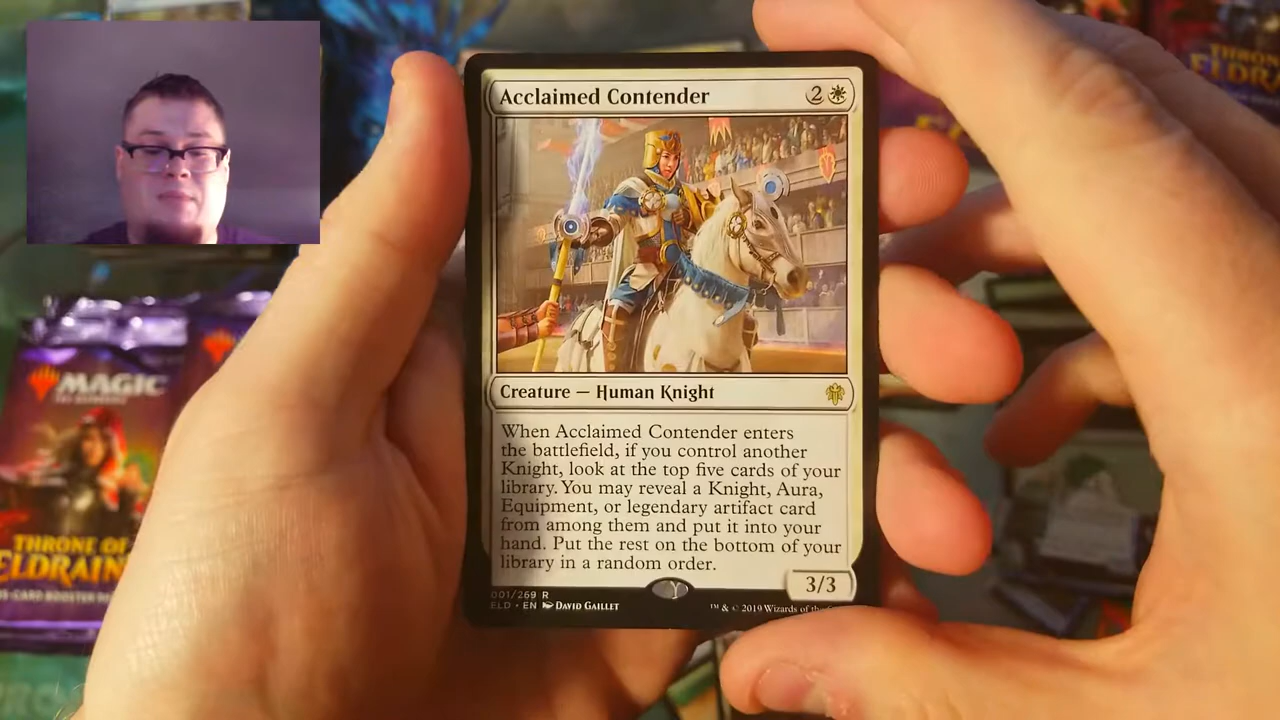 Acclaimed Contender 2
Creature — Human Knight
When Acclaimed Contender enters
the battlefield, if you control another
Knight, look at the top five cards of your
library. You may reveal a Knight, Aura,
Equipment, or legendary artifact card
from among them and put it into your
hand. Put the rest on the bottom of your
library in a random order.
3/3
001/269 R
ELD • EN DAVID GAILLET
™ & © 2019 Wizards of the
MAGIC
THRONE OF
ELDRAIN
THRONE OF
ELDRA